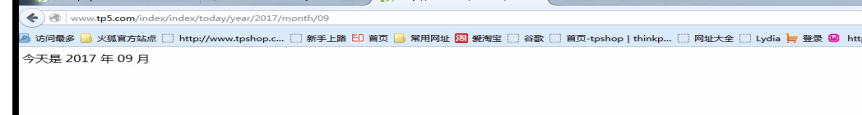 www.tp5.com/index/index/today/year/2017/month/09
访问最多 火狐官方站点 http://www.tpshop.c... 新手上路 首页 常用网址 爱淘宝 谷歌 首页-tpshop | thinkp... 网址大全 Lydia 登录 htt
今天是 2017 年 09 月